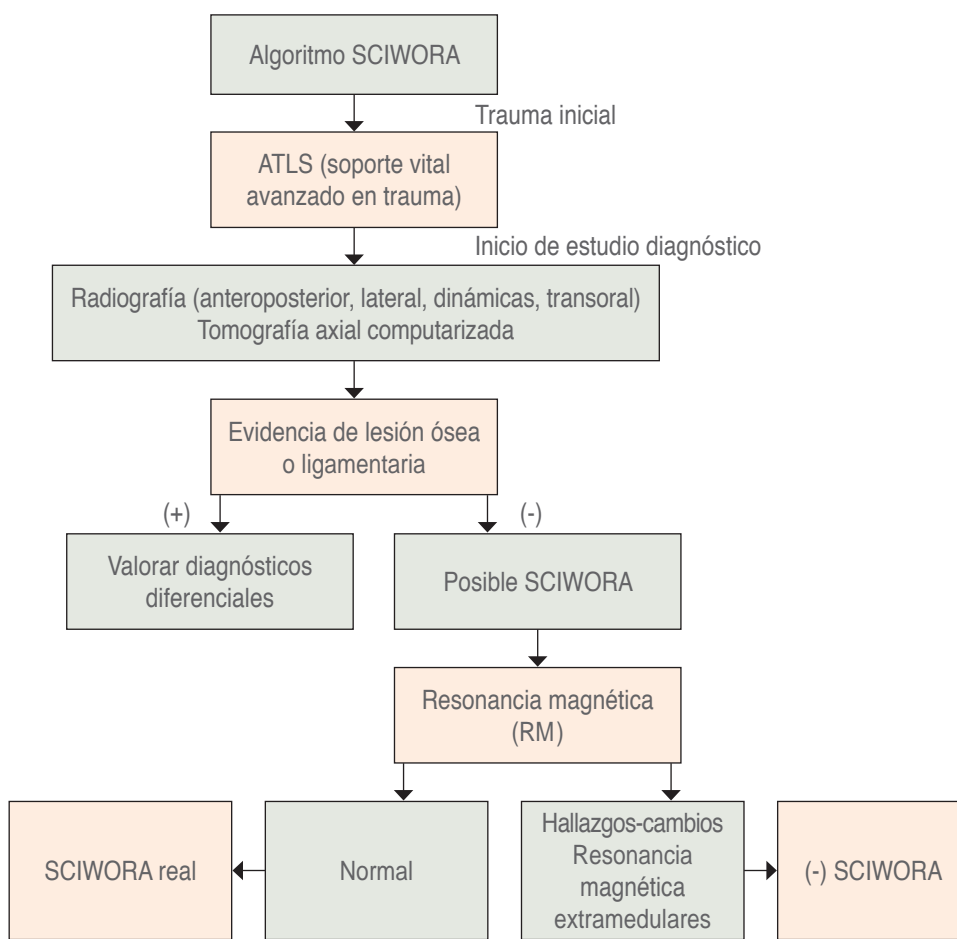 Algoritmo SCIWORA
Trauma inicial
ATLS (soporte vital
avanzado en trauma)
Inicio de estudio diagnóstico
Radiografía (anteroposterior, lateral, dinámicas, transoral)
Tomografía axial computarizada
Evidencia de lesión ósea
o ligamentaria
(+)
(-)
Valorar diagnósticos
diferenciales
Posible SCIWORA
Resonancia magnética
(RM)
SCIWORA real
Normal
Hallazgos-cambios
Resonancia
magnética
extramedulares
(-) SCIWORA